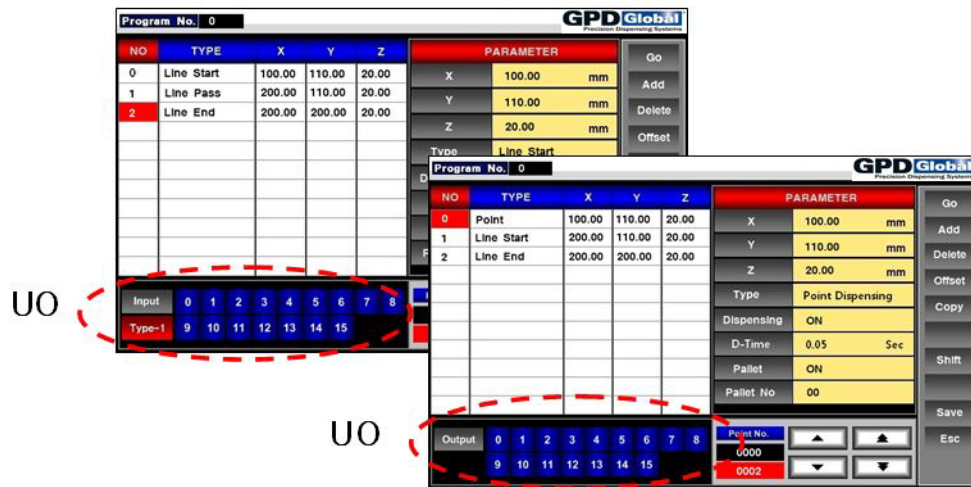 Program No. 0
GPD Global
Precision Dispensing Systems
NO TYPE X Y Z
0 Line Start 100.00 110.00 20.00
1 Line Pass 200.00 110.00 20.00
2 Line End 200.00 200.00 20.00
PARAMETER
X 100.00 mm
Y 110.00 mm
Z 20.00 mm
Type Line Start
Go
Add
Delete
Offset
UO
Input 0 1 2 3 4 5 6 7 8
Type-1 9 10 11 12 13 14 15
Program No. 0
GPD Global
Precision Dispensing Systems
NO TYPE X Y Z
0 Point 100.00 110.00 20.00
1 Line Start 200.00 110.00 20.00
2 Line End 200.00 200.00 20.00
PARAMETER
X 100.00 mm
Y 110.00 mm
Z 20.00 mm
Type Point Dispensing
Dispensing ON
D-Time 0.05 Sec
Pallet ON
Pallet No 00
Go
Add
Delete
Offset
Copy
Shift
Save
Esc
UO
Output 0 1 2 3 4 5 6 7 8
9 10 11 12 13 14 15
Point No.
0000
0002